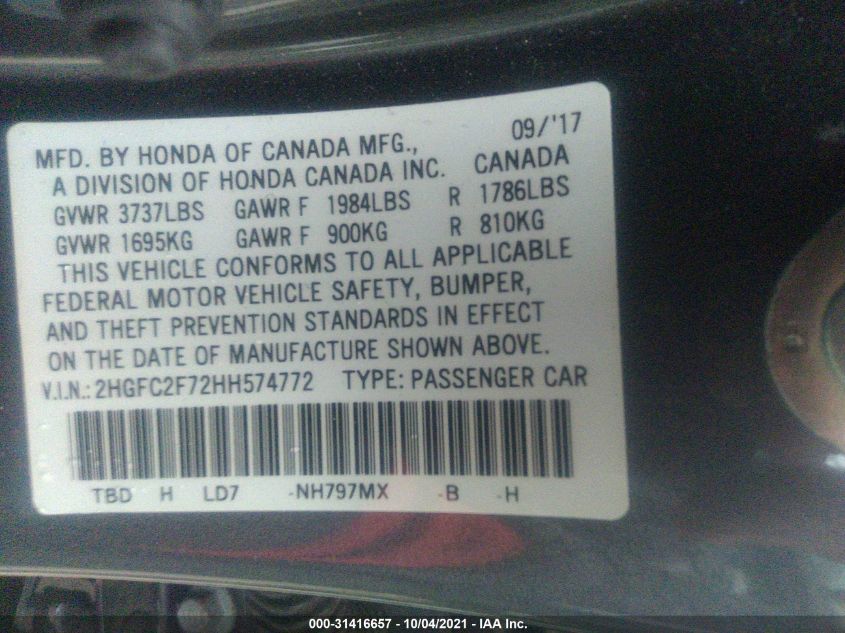 09/'17
MFD. BY HONDA OF CANADA MFG.,
A DIVISION OF HONDA CANADA INC. CANADA
GVWR 3737LBS GAWR F 1984LBS R 1786LBS
GVWR 1695KG GAWR F 900KG R 810KG
THIS VEHICLE CONFORMS TO ALL APPLICABLE
FEDERAL MOTOR VEHICLE SAFETY, BUMPER,
AND THEFT PREVENTION STANDARDS IN EFFECT
ON THE DATE OF MANUFACTURE SHOWN ABOVE.
V.I.N.: 2HGFC2F72HH574772 TYPE: PASSENGER CAR
TBD H LD7 -NH797MX -B -H
000-31416657 - 10/04/2021 - IAA Inc.